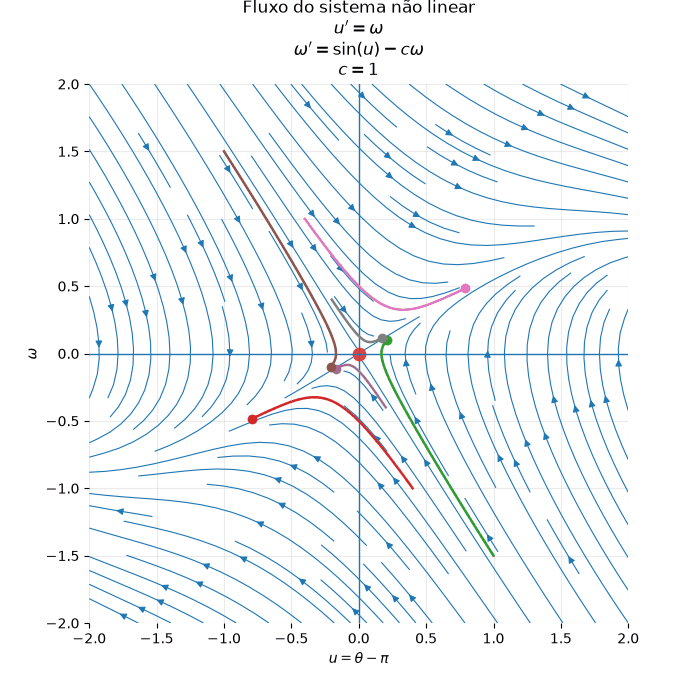 Fluxo do sistema não linear
u′ = ω
ω′ = sin(u) − cω
c = 1
2.0
1.5
1.0
0.5
0.0
−0.5
−1.0
−1.5
−2.0
ω
−2.0 −1.5 −1.0 −0.5 0.0 0.5 1.0 1.5 2.0
u = θ − π